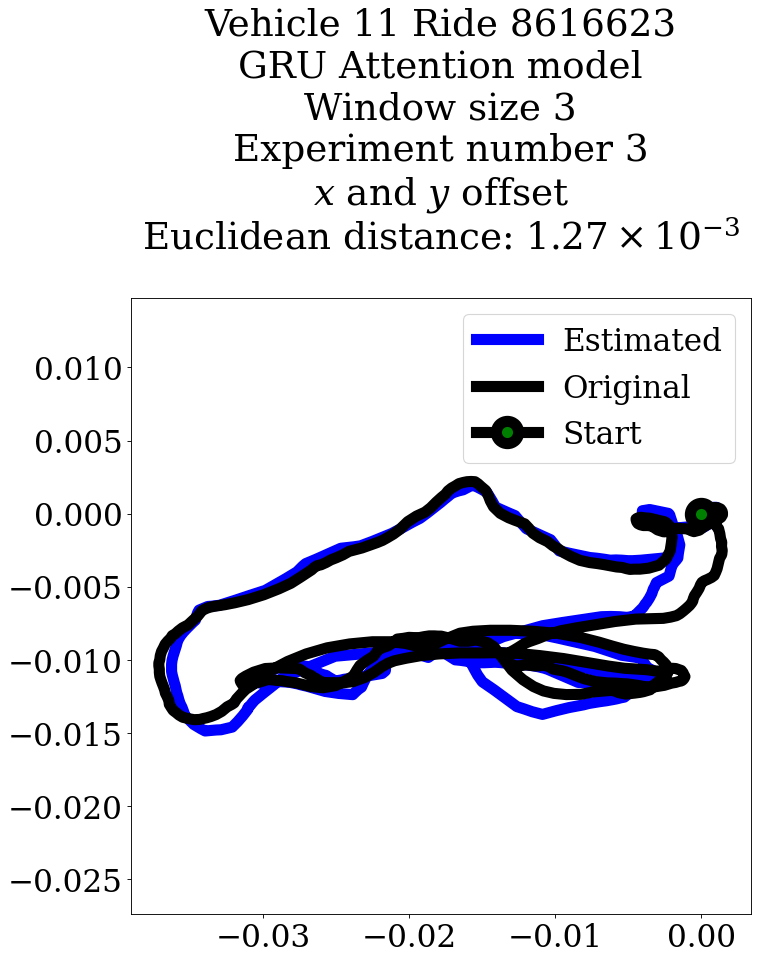 Vehicle 11 Ride 8616623
GRU Attention model
Window size 3
Experiment number 3
x and y offset
Euclidean distance: 1.27 × 10⁻³
Estimated
Original
Start
0.010
0.005
0.000
−0.005
−0.010
−0.015
−0.020
−0.025
−0.03
−0.02
−0.01
0.00